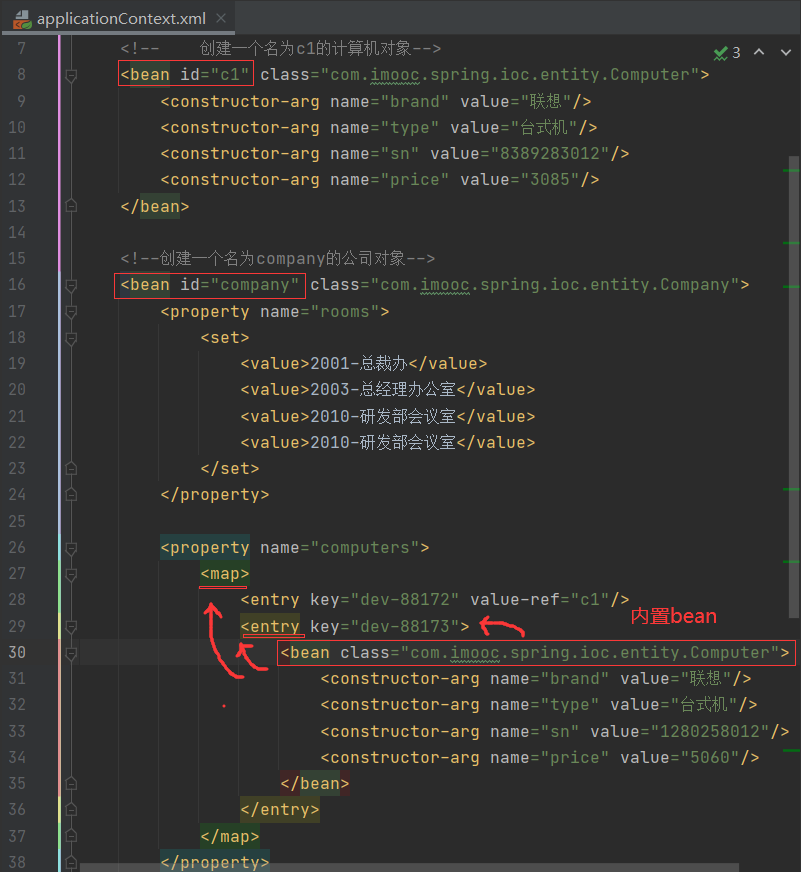 applicationContext.xml
7 <!-- 创建一个名为c1的计算机对象-->
3
8 <bean id="c1" class="com.imooc.spring.ioc.entity.Computer">
9 <constructor-arg name="brand" value="联想"/>
10 <constructor-arg name="type" value="台式机"/>
11 <constructor-arg name="sn" value="8389283012"/>
12 <constructor-arg name="price" value="3085"/>
13 </bean>
14
15 <!--创建一个名为company的公司对象-->
16 <bean id="company" class="com.imooc.spring.ioc.entity.Company">
17 <property name="rooms">
18 <set>
19 <value>2001-总裁办</value>
20 <value>2003-总经理办公室</value>
21 <value>2010-研发部会议室</value>
22 <value>2010-研发部会议室</value>
23 </set>
24 </property>
25
26 <property name="computers">
27 <map>
28 <entry key="dev-88172" value-ref="c1"/>
内置bean
29 <entry key="dev-88173">
30 <bean class="com.imooc.spring.ioc.entity.Computer">
31 <constructor-arg name="brand" value="联想"/>
32 <constructor-arg name="type" value="台式机"/>
33 <constructor-arg name="sn" value="1280258012"/>
34 <constructor-arg name="price" value="5060"/>
35 </bean>
36 </entry>
37 </map>
38 </property>